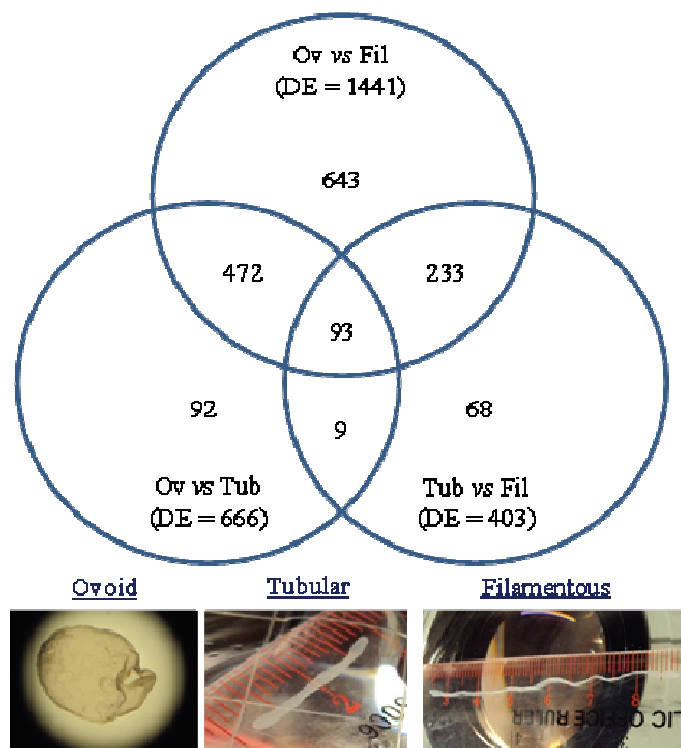 Ov vs Fil
(DE = 1441)
643
472
233
93
92
9
68
Ov vs Tub
(DE = 666)
Tub vs Fil
(DE = 403)
Ovoid
Tubular
Filamentous
2
3
4
5
6
7
8
LIC OFFICE RULER